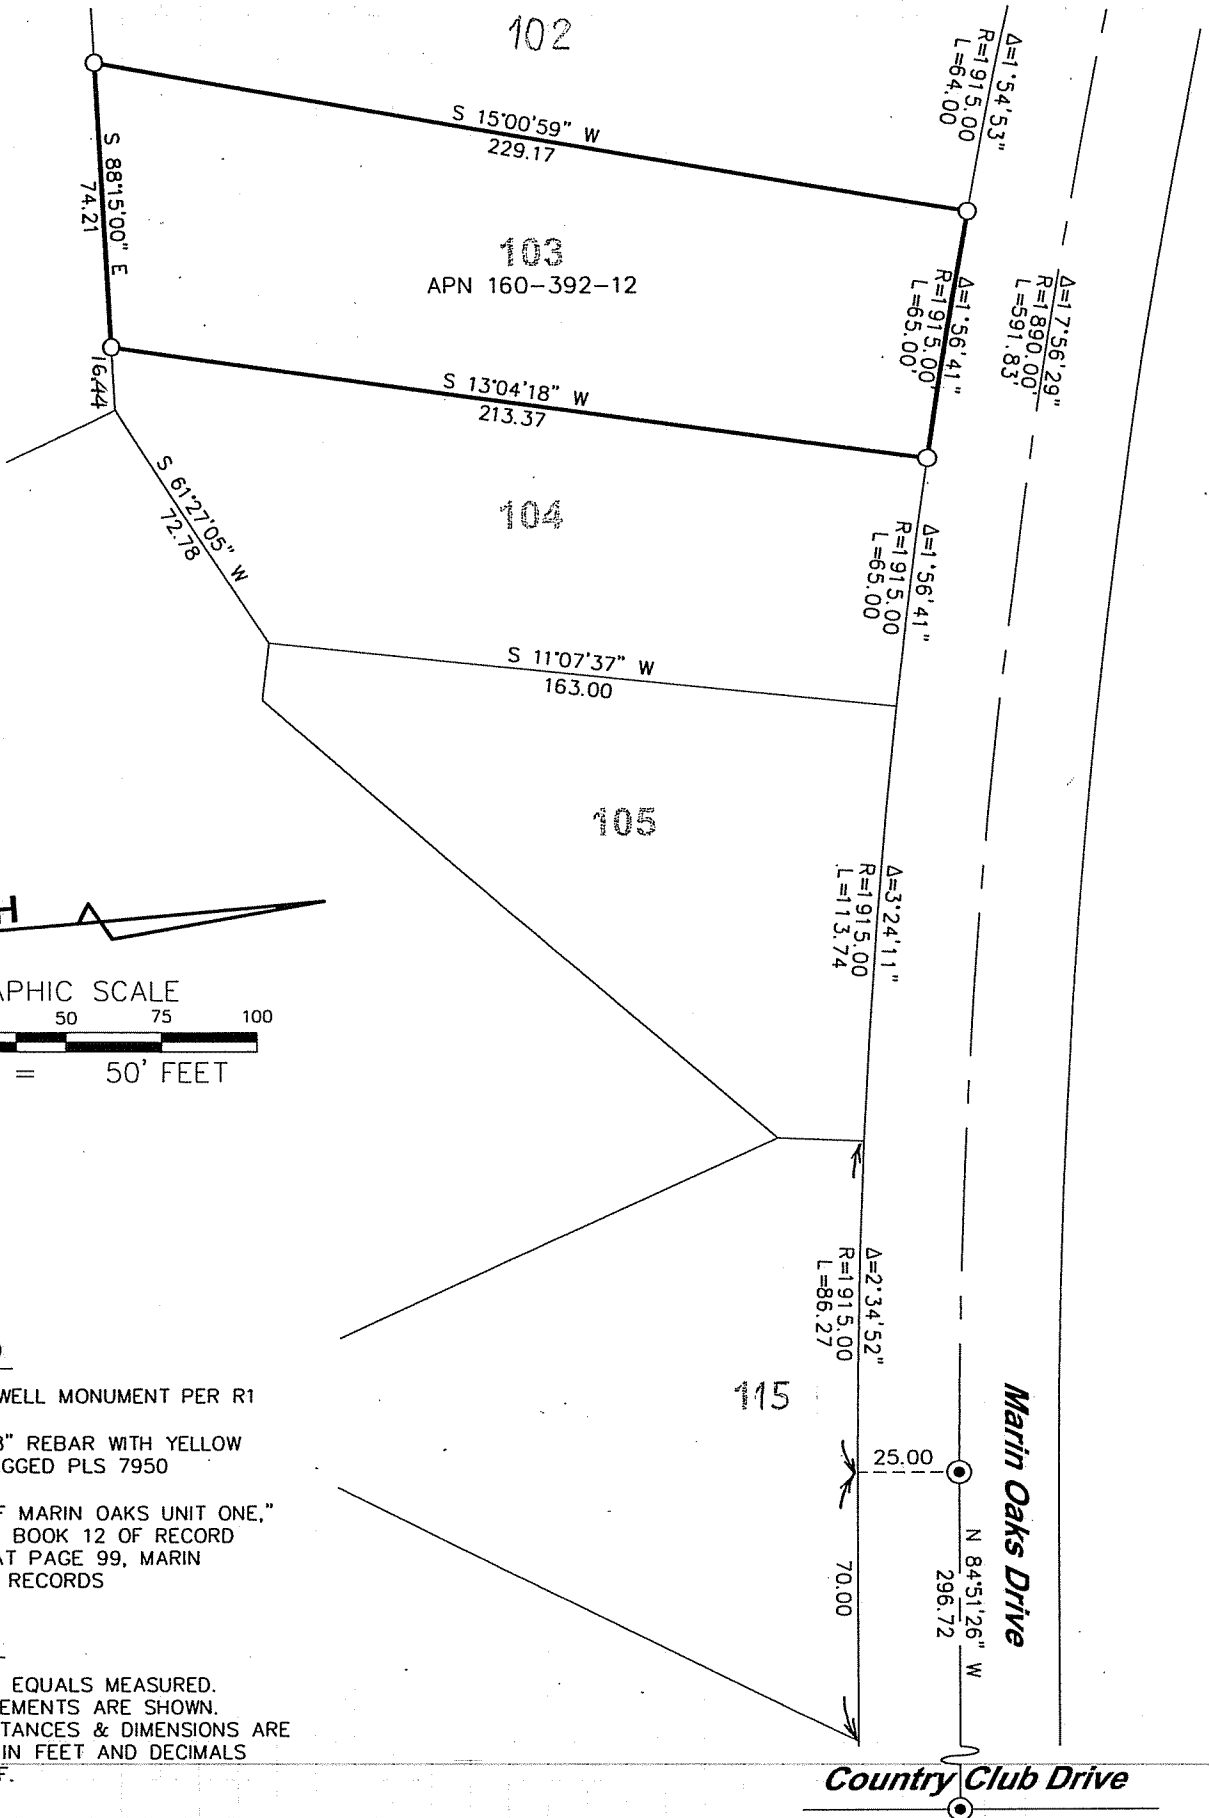 102
Δ=1°54'53"
R=1915.00
L=64.00
S 15°00'59" W
229.17
S 88°15'00" E
74.21
103
APN 160-392-12
Δ=1°56'41"
R=1915.00'
L=65.00'
Δ=17°56'29"
R=1890.00'
L=591.83'
16.44
S 13°04'18" W
213.37
S 61°27'05" W
72.78
104
Δ=1°56'41"
R=1915.00
L=65.00
S 11°07'37" W
163.00
105
Δ=3°24'11"
R=1915.00
L=113.74
H
APHIC SCALE
50 75 100
= 50' FEET
Δ=2°34'52"
R=1915.00
L=86.27
115
Marin Oaks Drive
WELL MONUMENT PER R1
" REBAR WITH YELLOW
GGED PLS 7950
25.00
F MARIN OAKS UNIT ONE,"
BOOK 12 OF RECORD
AT PAGE 99, MARIN
RECORDS
70.00
N 84°51'26" W
296.72
EQUALS MEASURED.
EMENTS ARE SHOWN.
TANCES & DIMENSIONS ARE
IN FEET AND DECIMALS
F.
Country Club Drive